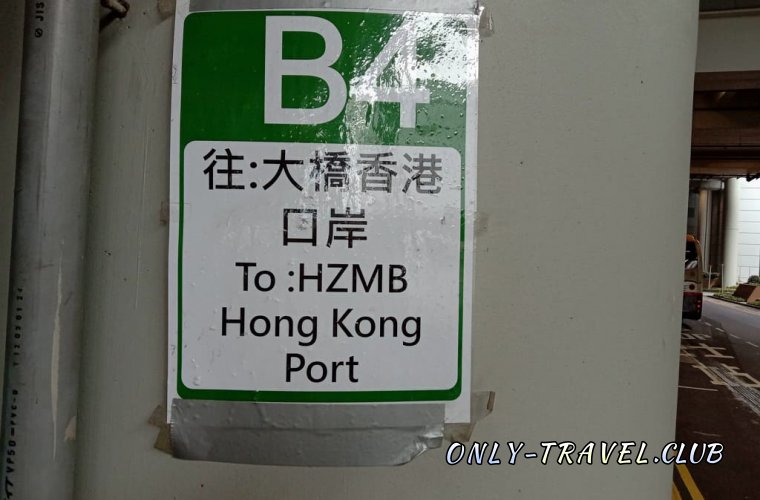 B4
往:大橋香港
口岸
To :HZMB
Hong Kong
Port
ONLY-TRAVEL.CLUB